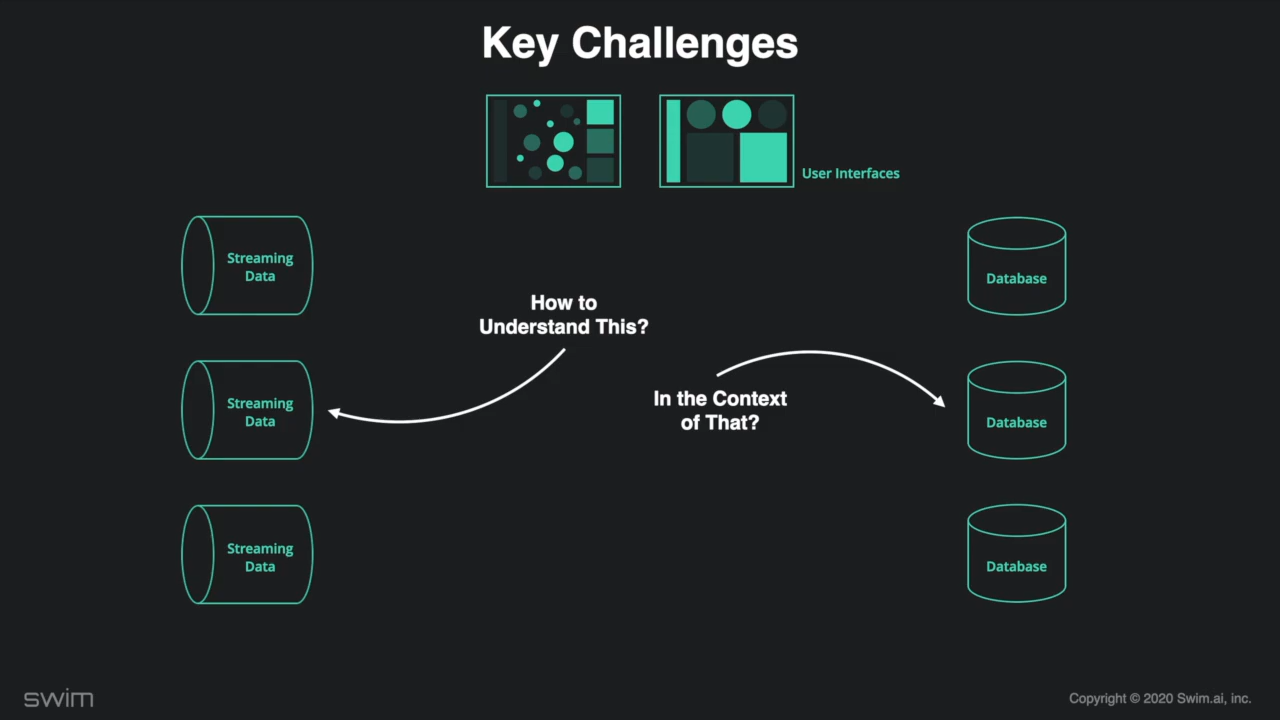 Key Challenges
User Interfaces
Streaming
Data
Database
How to
Understand This?
Streaming
Data
In the Context
of That?
Database
Streaming
Data
Database
swim
Copyright © 2020 Swim.ai, inc.